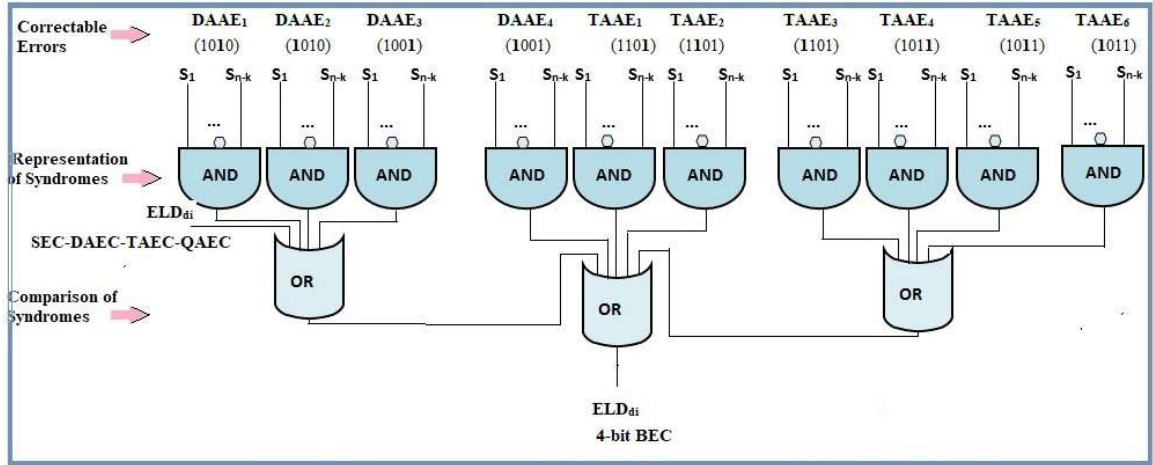 Correctable Errors
DAAE₁ DAAE₂ DAAE₃ DAAE₄ TAAE₁ TAAE₂ TAAE₃ TAAE₄ TAAE₅ TAAE₆
(1010) (1010) (1001) (1001) (1101) (1101) (1101) (1011) (1011) (1011)
S₁ Sₙ₋ₖ S₁ Sₙ₋ₖ S₁ Sₙ₋ₖ S₁ Sₙ₋ₖ S₁ Sₙ₋ₖ S₁ Sₙ₋ₖ S₁ Sₙ₋ₖ S₁ Sₙ₋ₖ S₁ Sₙ₋ₖ S₁ Sₙ₋ₖ
... ... ... ... ... ... ... ... ... ...
Representation
of Syndromes
AND AND AND AND AND AND AND AND AND AND
ELD_di
SEC-DAEC-TAEC-QAEC
OR OR OR
Comparison of
Syndromes
ELD_di
4-bit BEC